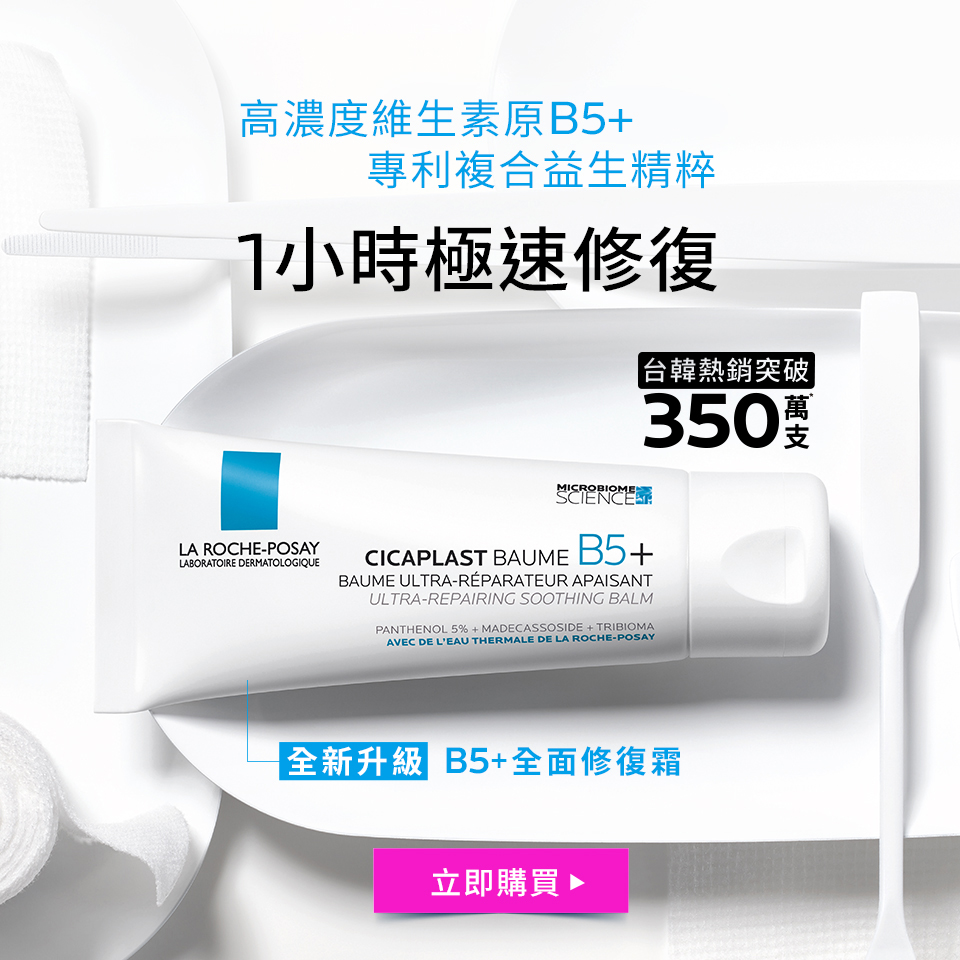 高濃度維生素原B5+
專利複合益生精粹
1小時極速修復
台韓熱銷突破
350萬支*
MICROBIOME
SCIENCE
LA ROCHE-POSAY
LABORATOIRE DERMATOLOGIQUE
CICAPLAST BAUME B5+
BAUME ULTRA-RÉPARATEUR APAISANT
ULTRA-REPAIRING SOOTHING BALM
PANTHENOL 5% + MADECASSOSIDE + TRIBIOMA
AVEC DE L'EAU THERMALE DE LA ROCHE-POSAY
全新升級 B5+全面修復霜
立即購買